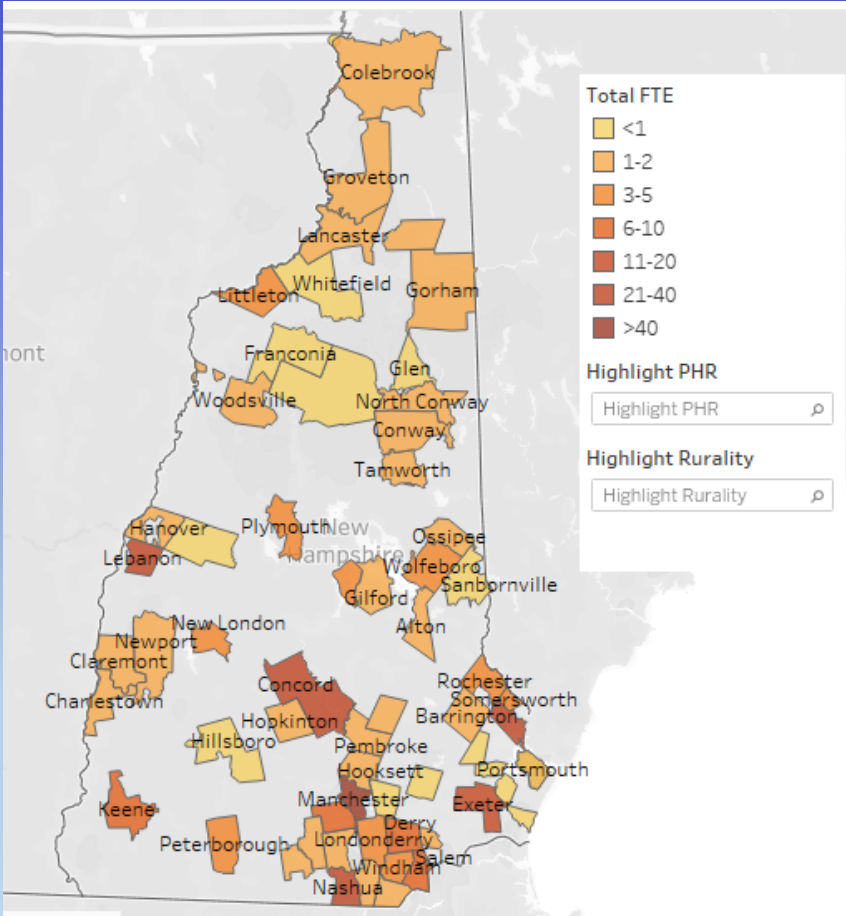 Colebrook
Groveton
Lancaster
Whitefield
Littleton
Gorham
mont
Franconia
Glen
Woodsville
North Conway
Conway
Tamworth
Hanover
Plymouth
New
Hampshire
Ossipee
Lebanon
Wolfeboro
Sanbornville
Gilford
New London
Alton
Newport
Claremont
Charlestown
Concord
Rochester
Somersworth
Hopkinton
Barrington
Hillsboro
Pembroke
Hooksett
Portsmouth
Manchester
Exeter
Keene
Derry
Peterborough
Londonderry
Salem
Windham
Nashua
Total FTE
<1
1-2
3-5
6-10
11-20
21-40
>40
Highlight PHR
Highlight PHR
Highlight Rurality
Highlight Rurality